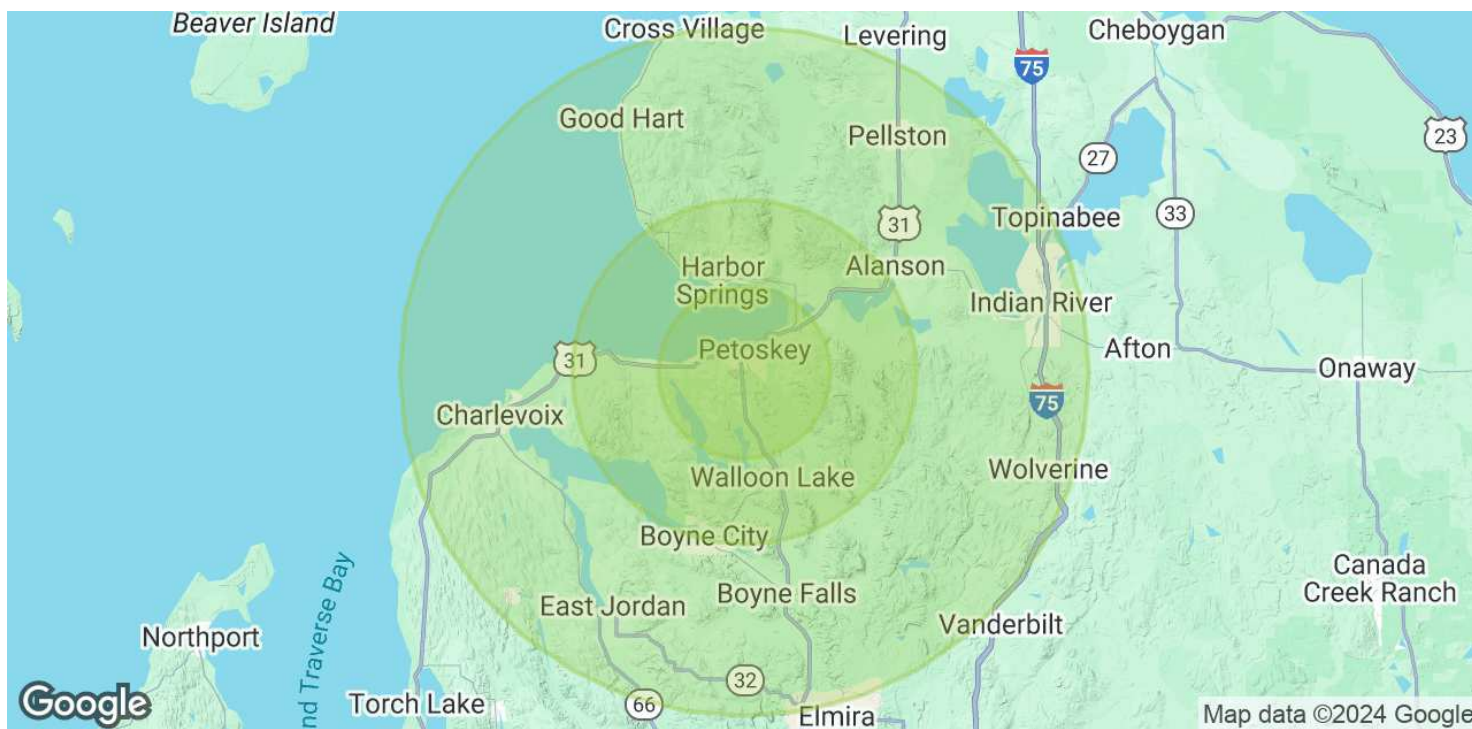 Beaver Island
Cross Village
Levering
Cheboygan
75
Good Hart
Pellston
23
27
Topinabee
33
31
Harbor
Springs
Alanson
Indian River
Petoskey
31
Afton
Onaway
Charlevoix
75
Walloon Lake
Wolverine
Boyne City
Boyne Falls
East Jordan
Canada
Creek Ranch
Vanderbilt
Northport
nd Traverse Bay
32
Torch Lake
66
Elmira
Google
Map data ©2024 Google